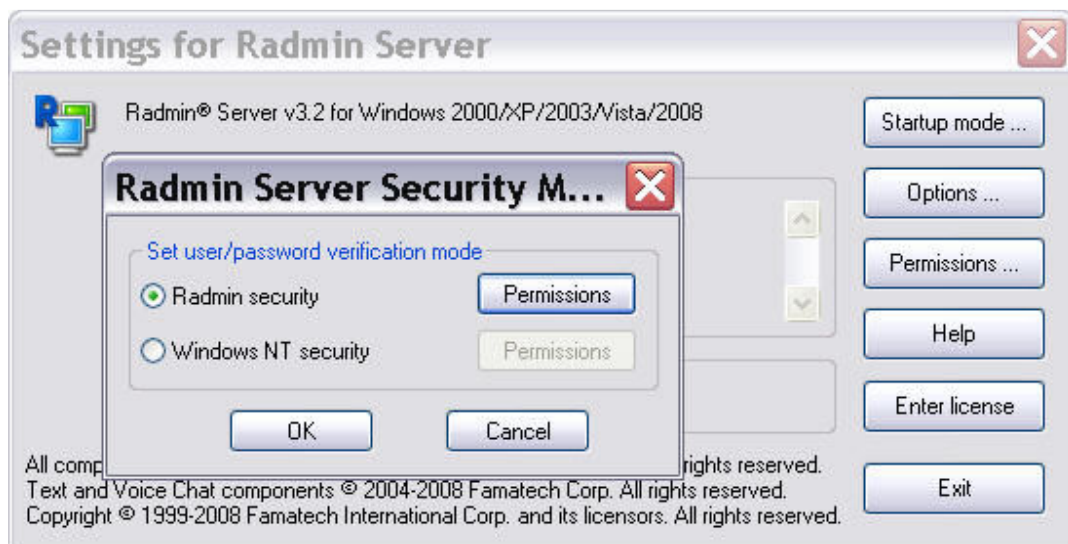 Settings for Radmin Server
Radmin® Server v3.2 for Windows 2000/XP/2003/Vista/2008
Startup mode ...
Options ...
Permissions ...
Help
Enter license
Exit
Radmin Server Security M...
Set user/password verification mode
Radmin security
Permissions
Windows NT security
Permissions
OK
Cancel
All comp
rights reserved.
Text and Voice Chat components © 2004-2008 Famatech Corp. All rights reserved.
Copyright © 1999-2008 Famatech International Corp. and its licensors. All rights reserved.